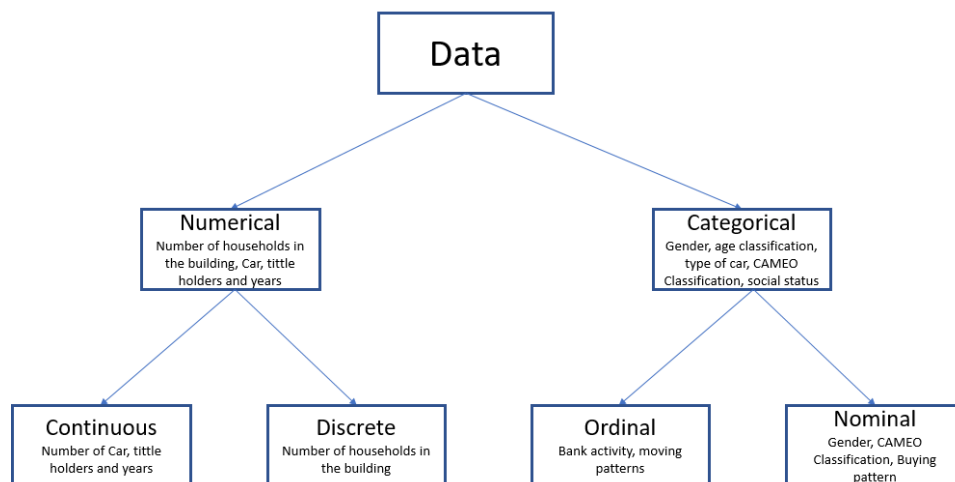 Data
Numerical
Number of households in
the building, Car, tittle
holders and years
Categorical
Gender, age classification,
type of car, CAMEO
Classification, social status
Continuous
Number of Car, tittle
holders and years
Discrete
Number of households in
the building
Ordinal
Bank activity, moving
patterns
Nominal
Gender, CAMEO
Classification, Buying
pattern